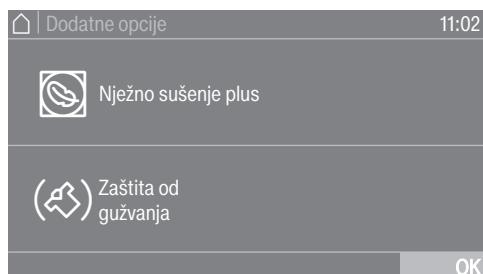 Dodatne opcije 11:02
Nježno sušenje plus
Zaštita od
gužvanja
OK